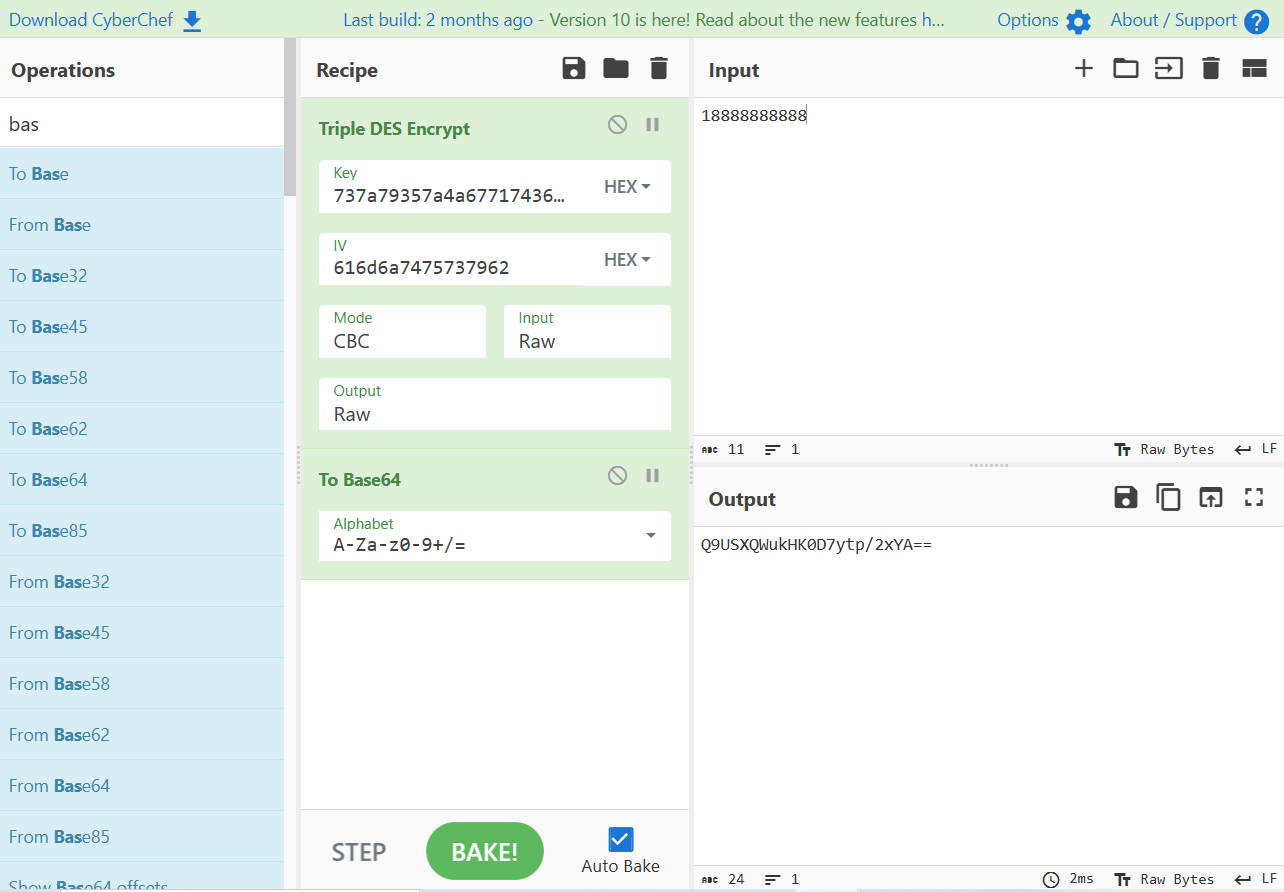 Download CyberChef
Last build: 2 months ago - Version 10 is here! Read about the new features h...
Options
About / Support
Operations
bas
To Base
From Base
To Base32
To Base45
To Base58
To Base62
To Base64
To Base85
From Base32
From Base45
From Base58
From Base62
From Base64
From Base85
Show Base64 offsets
Recipe
Triple DES Encrypt
Key
737a79357a4a67717436...
HEX
IV
616d6a7475737962
HEX
Mode
CBC
Input
Raw
Output
Raw
To Base64
Alphabet
A-Za-z0-9+/=
STEP
BAKE!
Auto Bake
Input
18888888888
ABC 11 1
Raw Bytes LF
Output
Q9USXQWukHK0D7ytp/2xYA==
ABC 24 1
2ms Raw Bytes LF